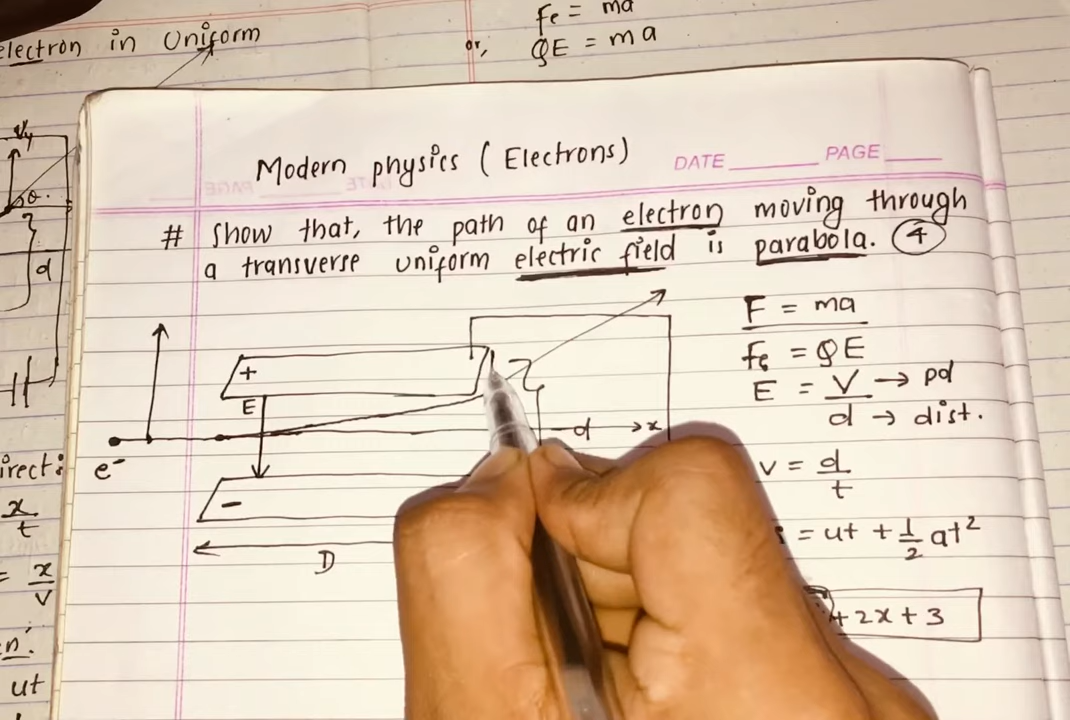 electron in Uniform
Fe = ma
or, QE = ma
Modern physics ( Electrons)
DATE
PAGE
# Show that, the path of an electron moving through
a transverse uniform electric field is parabola. 4
F = ma
fe = QE
E = V → pd
d → dist.
v = d
t
= ut + 1/2 at²
+ 2x + 3
+
E
-
e-
D
d
x
Vy
θ
d
irect:
x
t
= x
v
ut